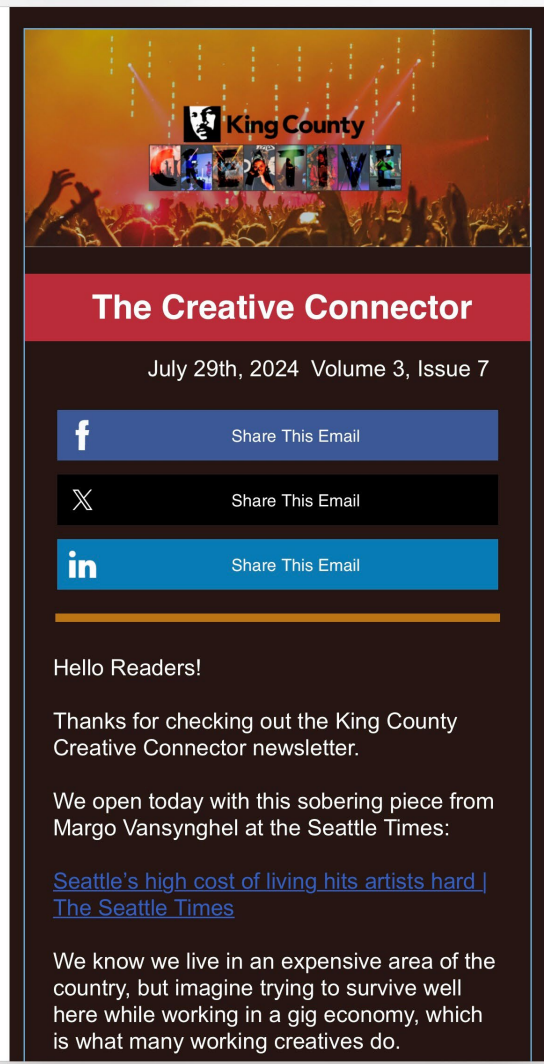 King County
CREATIVE
The Creative Connector
July 29th, 2024  Volume 3, Issue 7
f
Share This Email
X
Share This Email
in
Share This Email
Hello Readers!
Thanks for checking out the King County
Creative Connector newsletter.
We open today with this sobering piece from
Margo Vansynghel at the Seattle Times:
Seattle’s high cost of living hits artists hard |
The Seattle Times
We know we live in an expensive area of the
country, but imagine trying to survive well
here while working in a gig economy, which
is what many working creatives do.